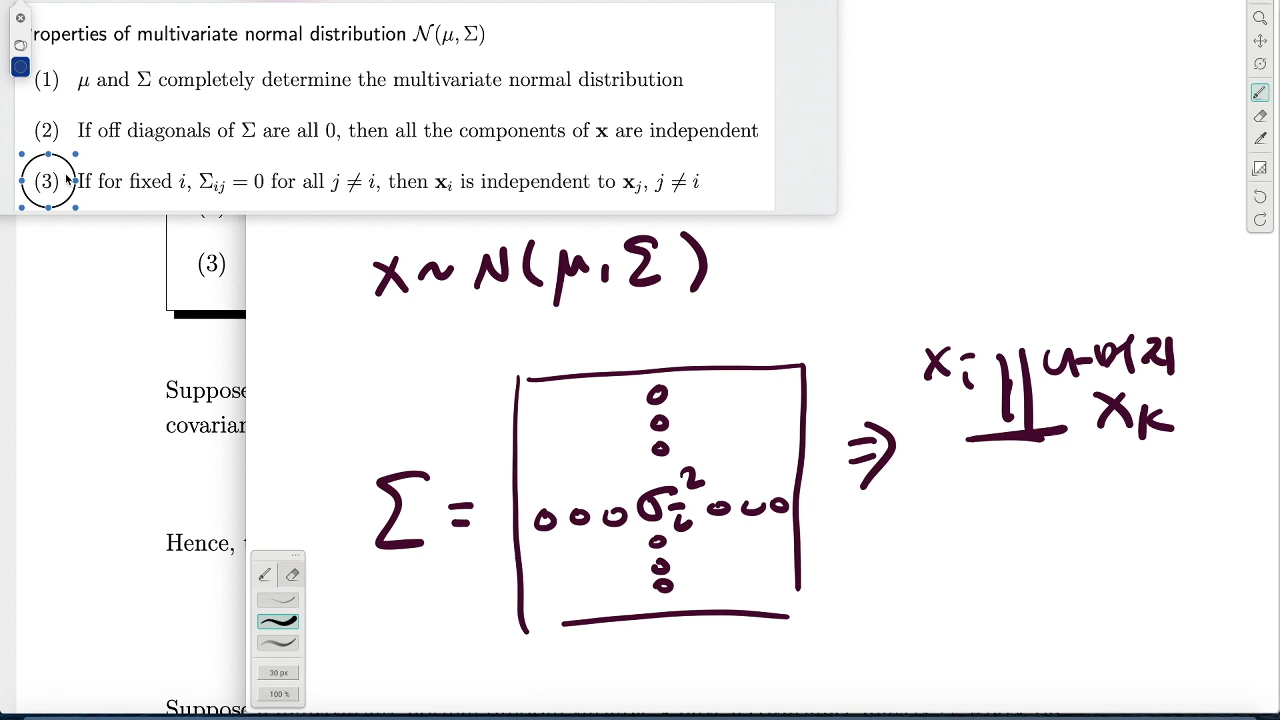 roperties of multivariate normal distribution 𝒩(μ, Σ)
(1) μ and Σ completely determine the multivariate normal distribution
(2) If off diagonals of Σ are all 0, then all the components of x are independent
(3) If for fixed i, Σij = 0 for all j ≠ i, then xi is independent to xj, j ≠ i
(3)
x ~ N(μ, Σ)
Suppose
covarian
Hence,
Σ =
0
0
0
0 0 0 σi² 0 0 0
0
0
0
⇒
xi ⫫
xk
30 px
100 %
Suppose